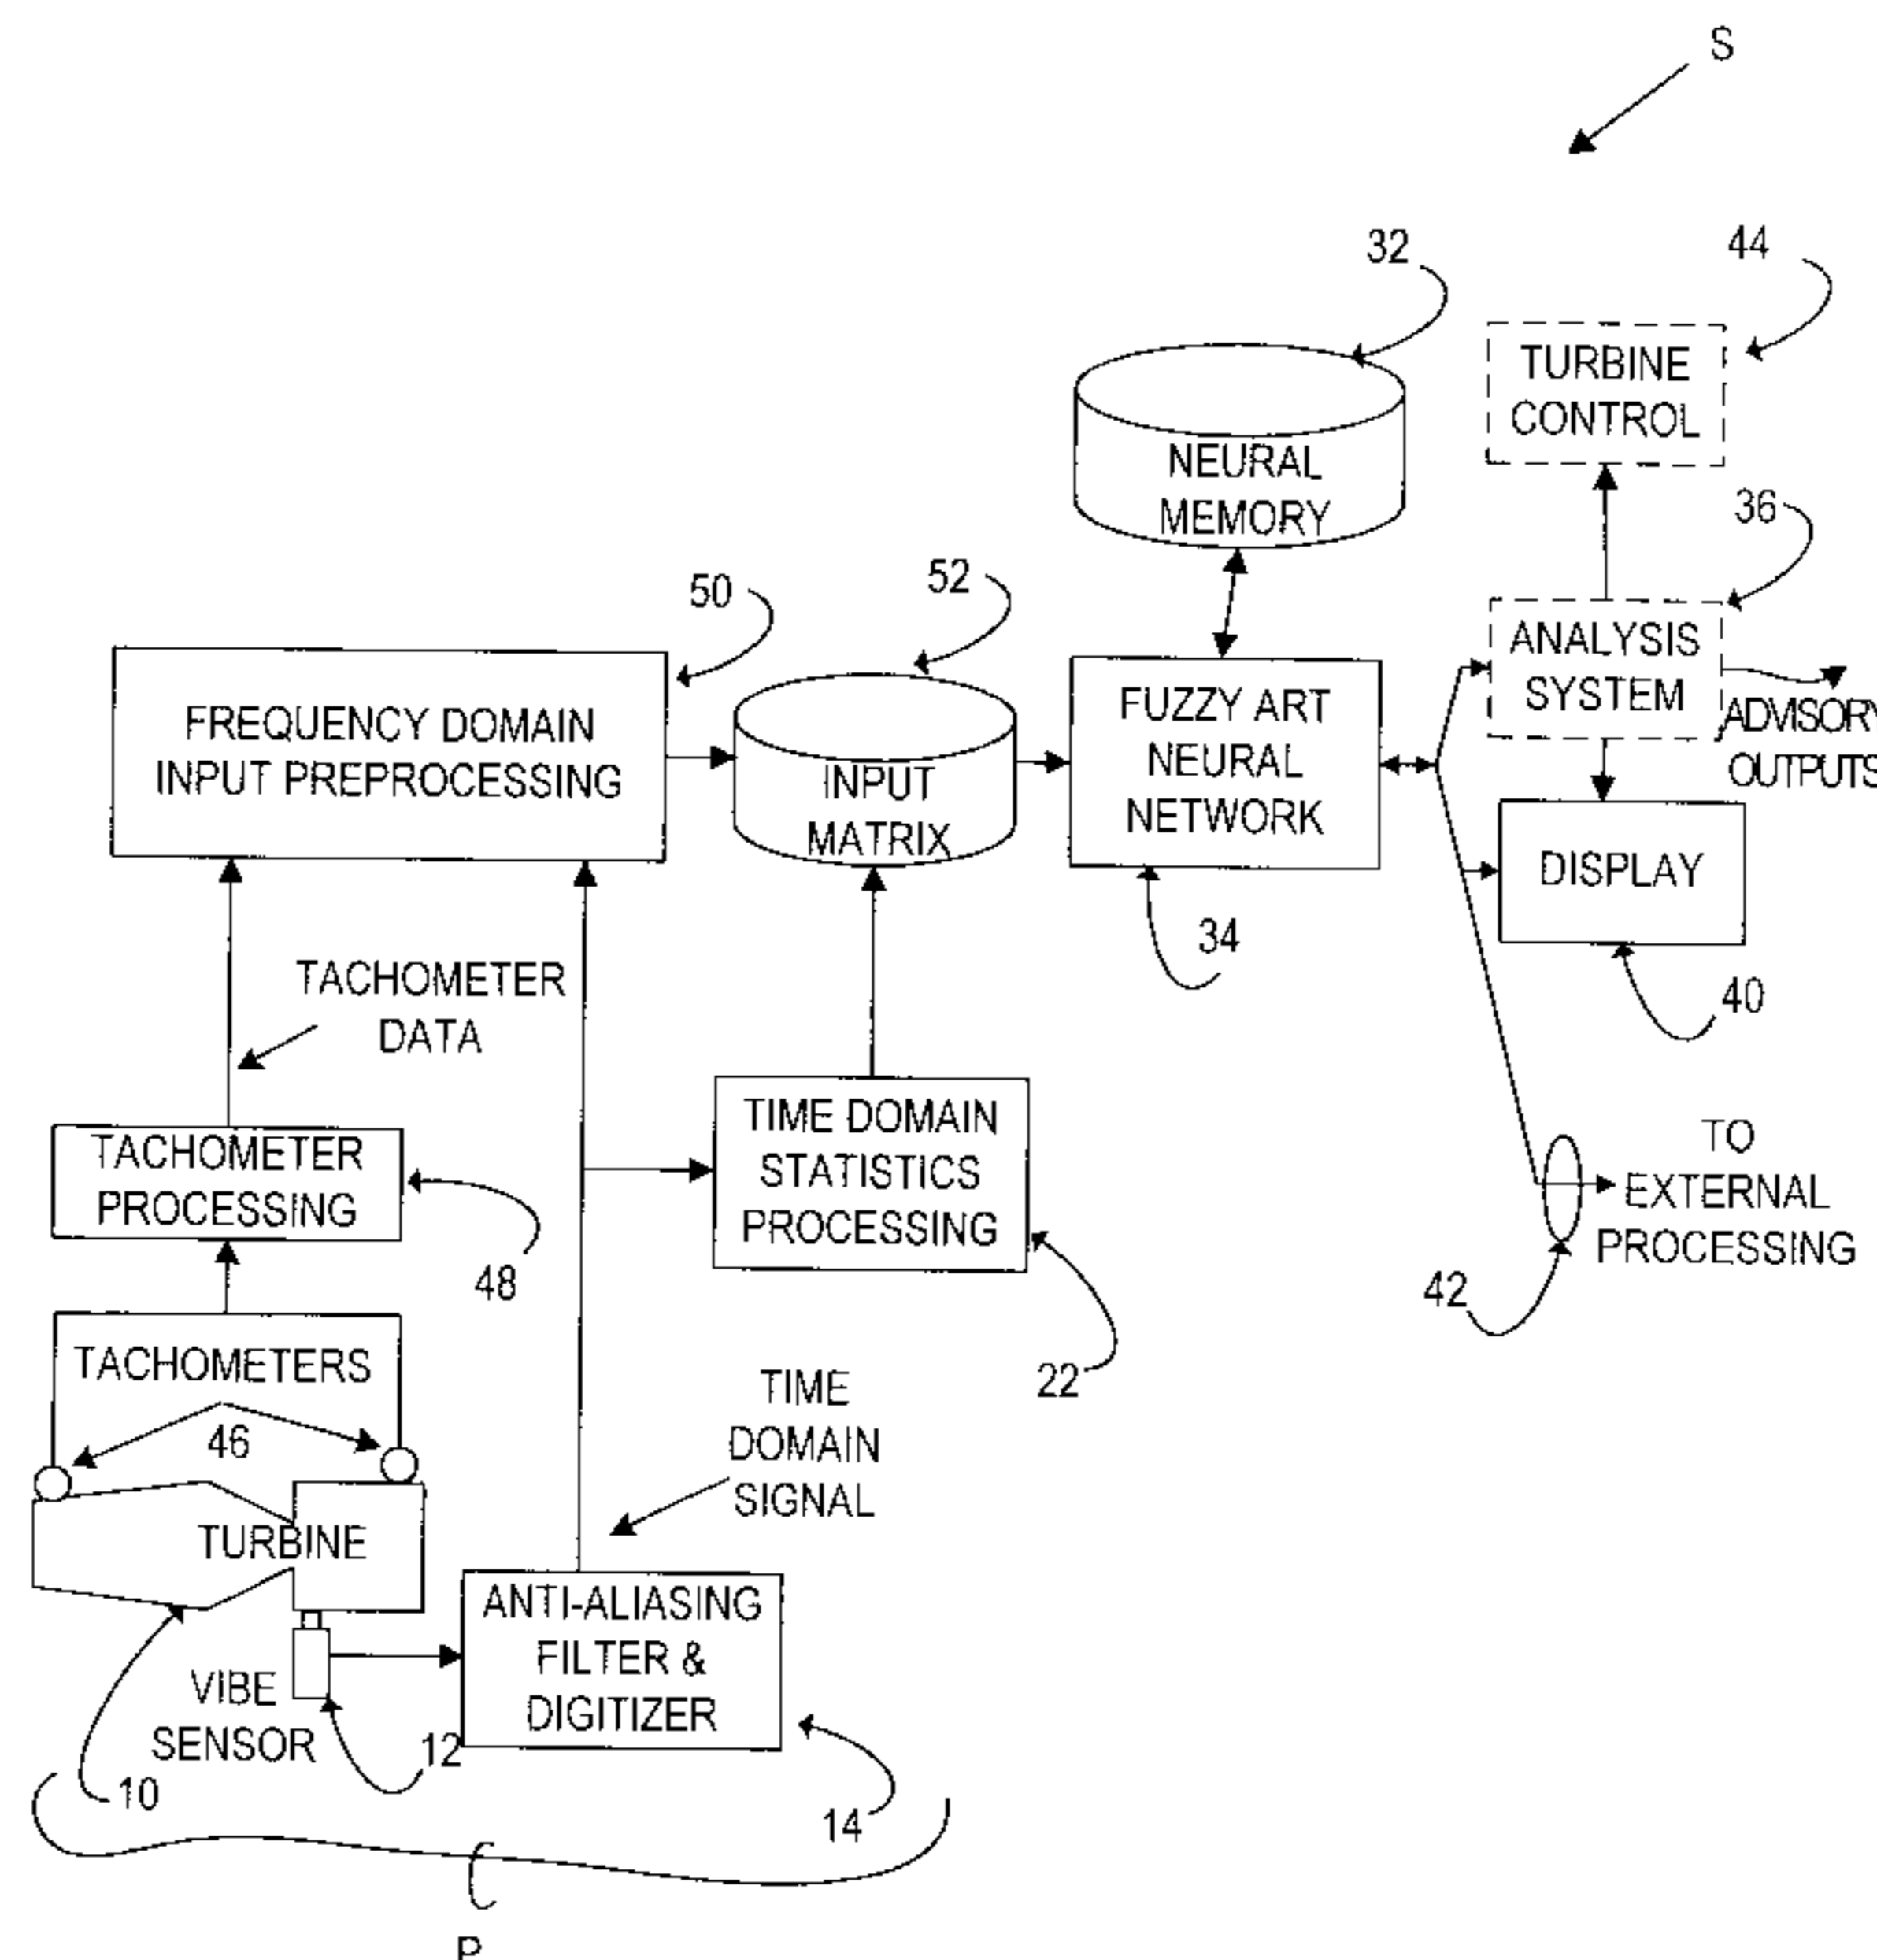 S
32
44
TURBINE
CONTROL
NEURAL
MEMORY
36
50
52
ANALYSIS
SYSTEM
ADVISORY
OUTPUTS
FREQUENCY DOMAIN
INPUT PREPROCESSING
INPUT
MATRIX
FUZZY ART
NEURAL
NETWORK
DISPLAY
34
40
TACHOMETER
DATA
TIME DOMAIN
STATISTICS
PROCESSING
TACHOMETER
PROCESSING
TO
EXTERNAL
PROCESSING
48
42
22
TACHOMETERS
46
TIME
DOMAIN
SIGNAL
TURBINE
ANTI-ALIASING
FILTER &
DIGITIZER
VIBE
SENSOR
12
10
14
P